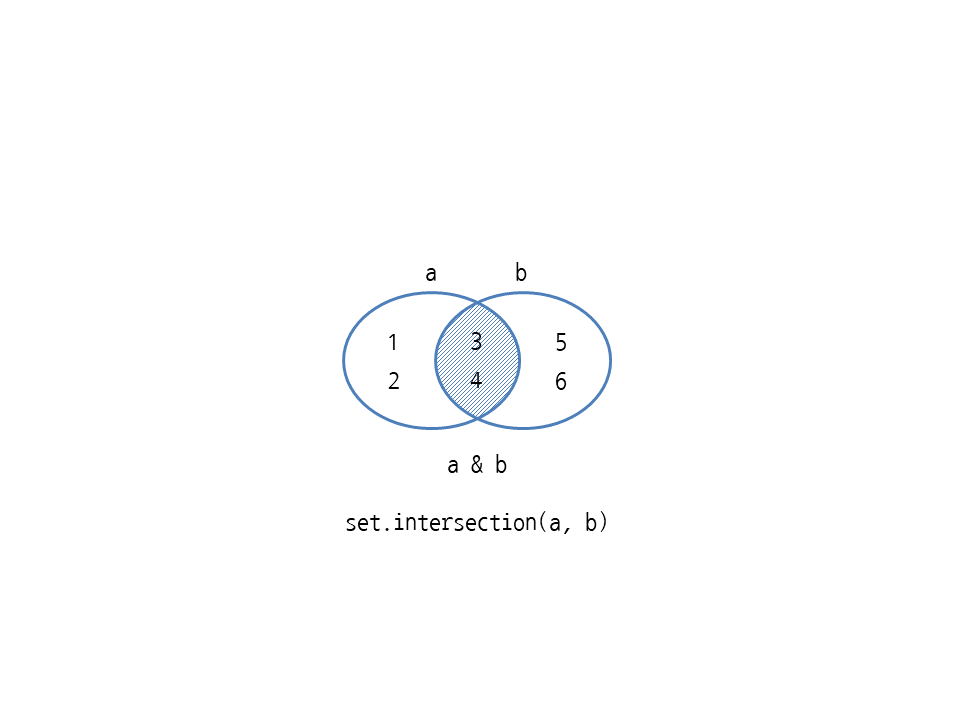 a b
1 3 5
2 4 6
a & b
set.intersection(a, b)